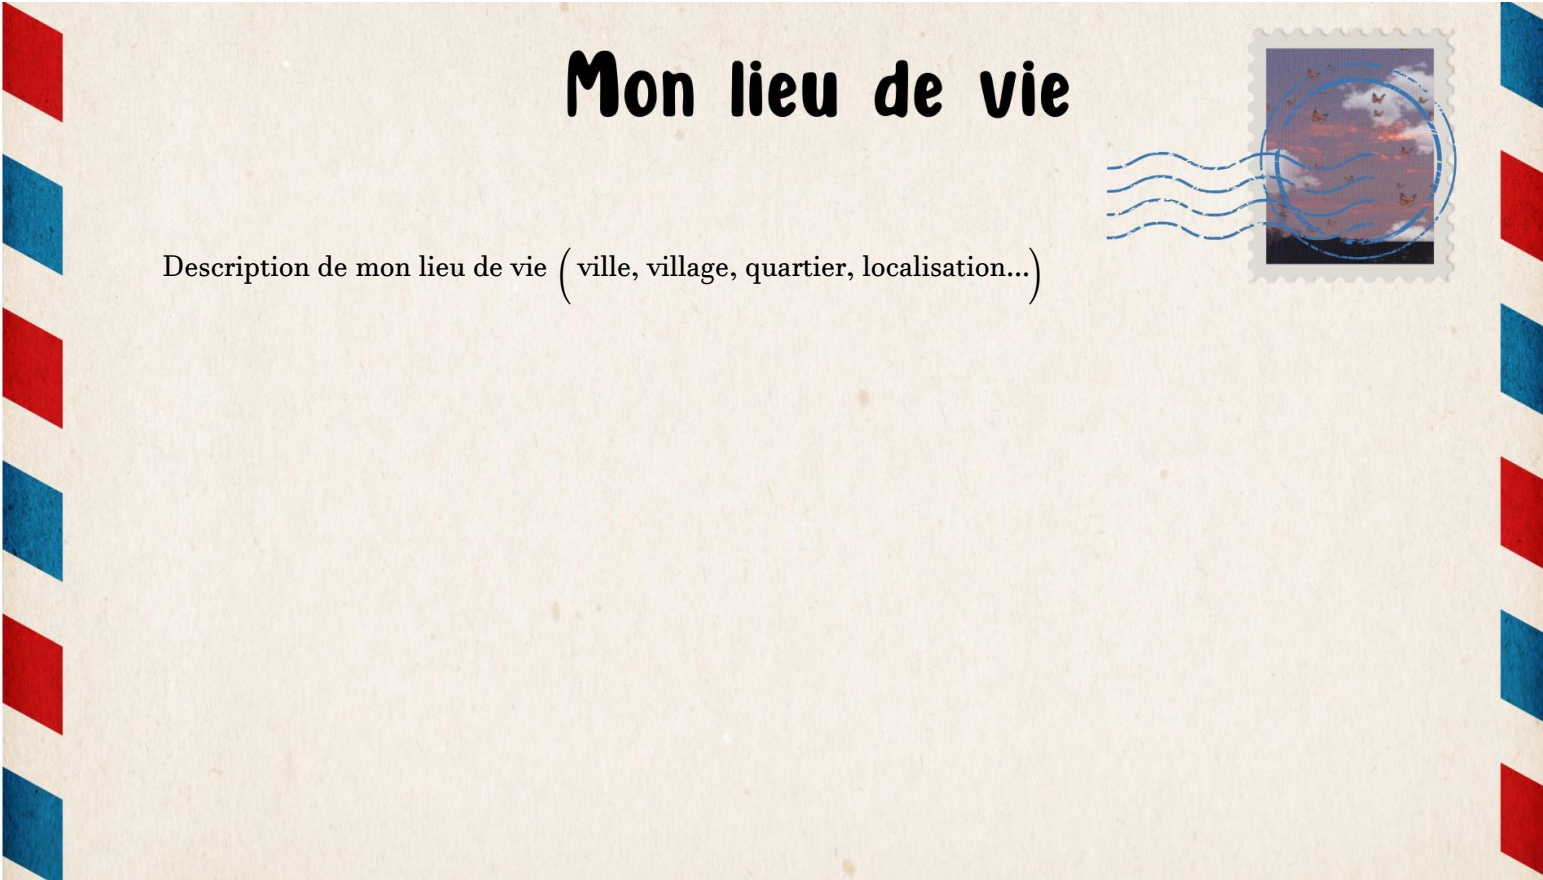 Mon lieu de vie
Description de mon lieu de vie ( ville, village, quartier, localisation...)